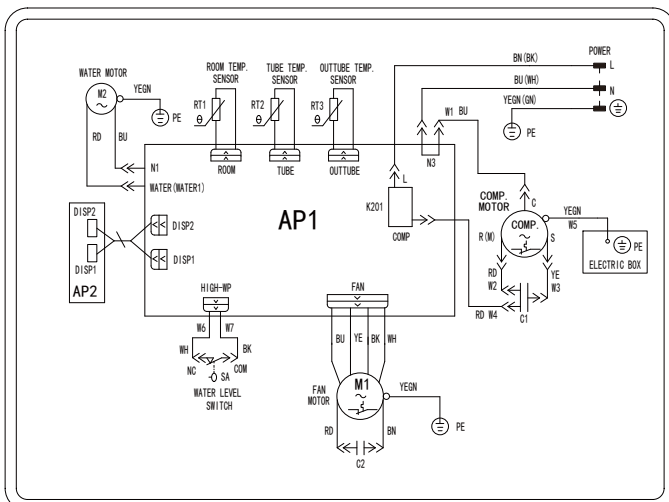 POWER
BN(BK)
L
BU(WH)
N
YEGN(GN)
PE
ROOM TEMP.
SENSOR
TUBE TEMP.
SENSOR
OUTTUBE TEMP.
SENSOR
RT1
θ
RT2
θ
RT3
θ
ROOM
TUBE
OUTTUBE
WATER MOTOR
M2
YEGN
PE
RD
BU
N1
WATER(WATER1)
W1
BU
N3
L
K201
COMP
AP1
DISP2
DISP1
AP2
DISP2
DISP1
COMP.
MOTOR
C
COMP.
R(M)
S
YEGN
W5
PE
ELECTRIC BOX
RD
W2
YE
W3
RD W4
C1
HIGH-WP
W6
W7
WH
BK
NC
COM
SA
WATER LEVEL
SWITCH
FAN
BU
YE
BK
WH
M1
FAN
MOTOR
YEGN
PE
RD
BN
C2